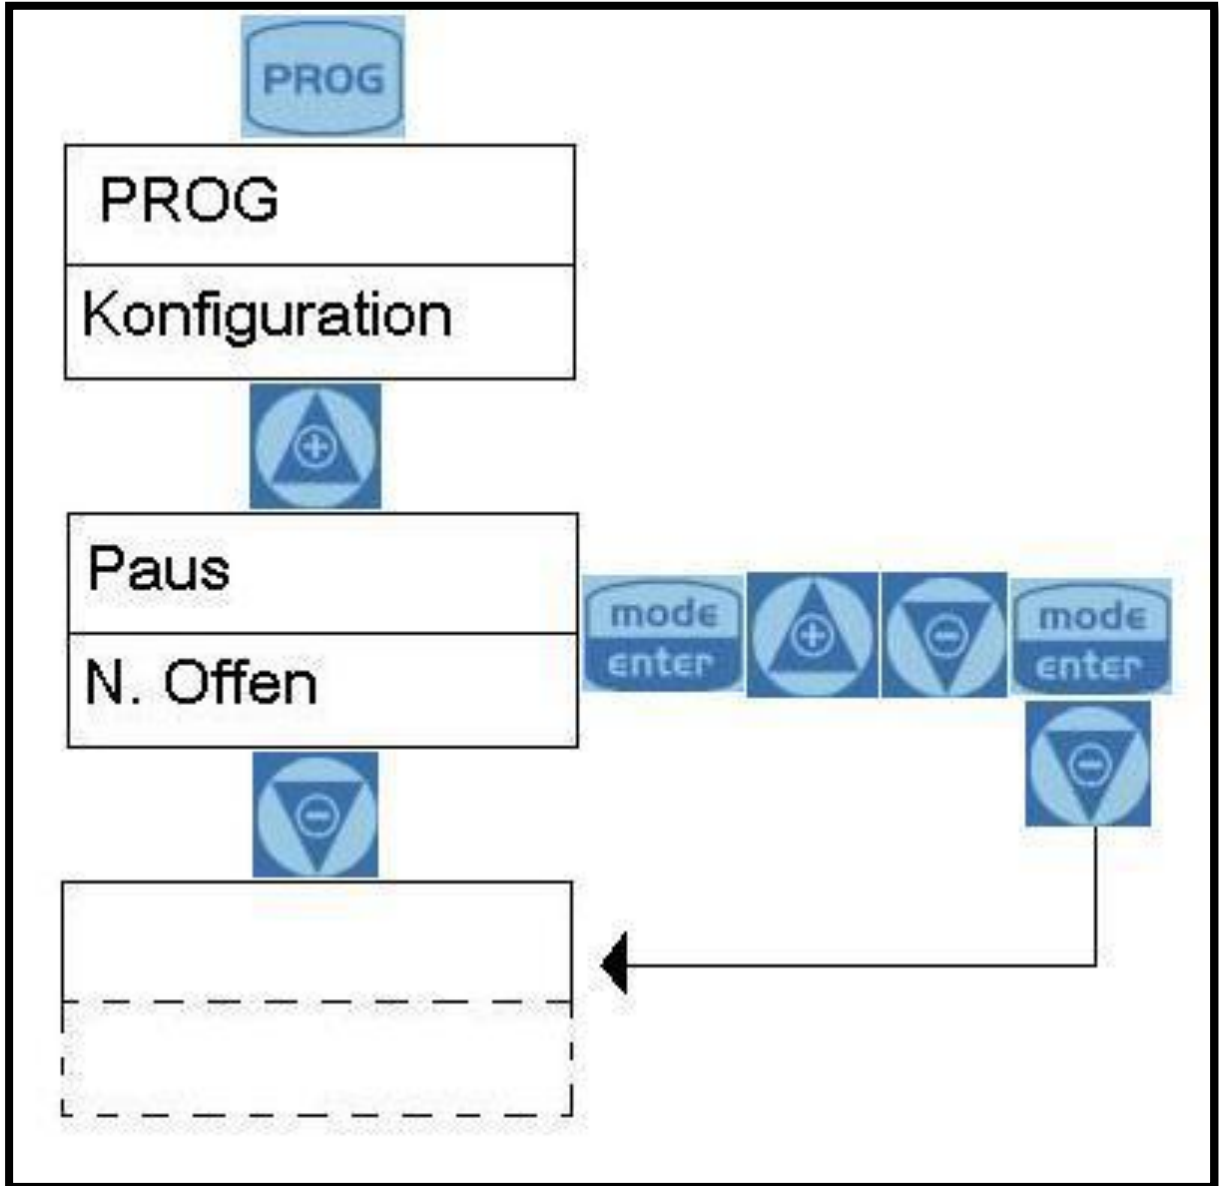 PROG
PROG
Konfiguration
Paus
N. Offen
mode
enter
mode
enter